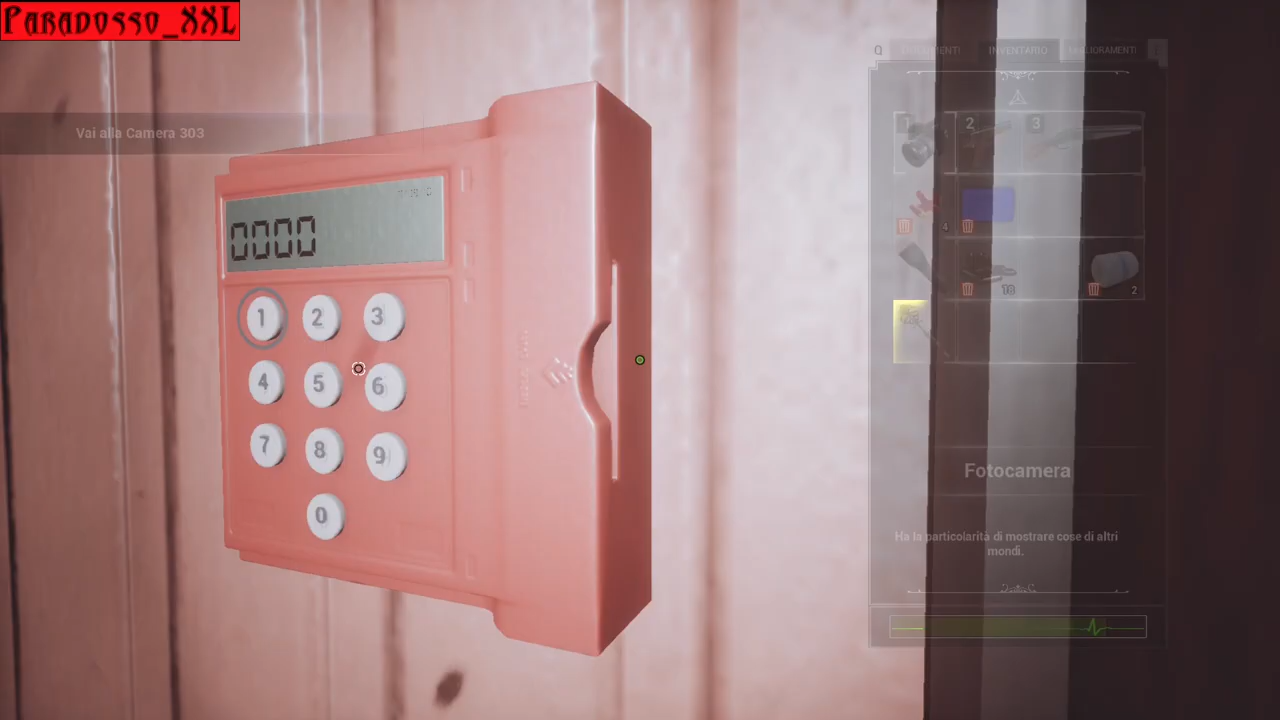 Paradosso_XXL
Q
INVENTARIO
MIGLIORAMENTI
E
Vai alla Camera 303
1
2
3
4
18
2
0000
1
2
3
4
5
6
7
8
9
0
Fotocamera
Ha la particolarità di mostrare cose di altri
mondi.